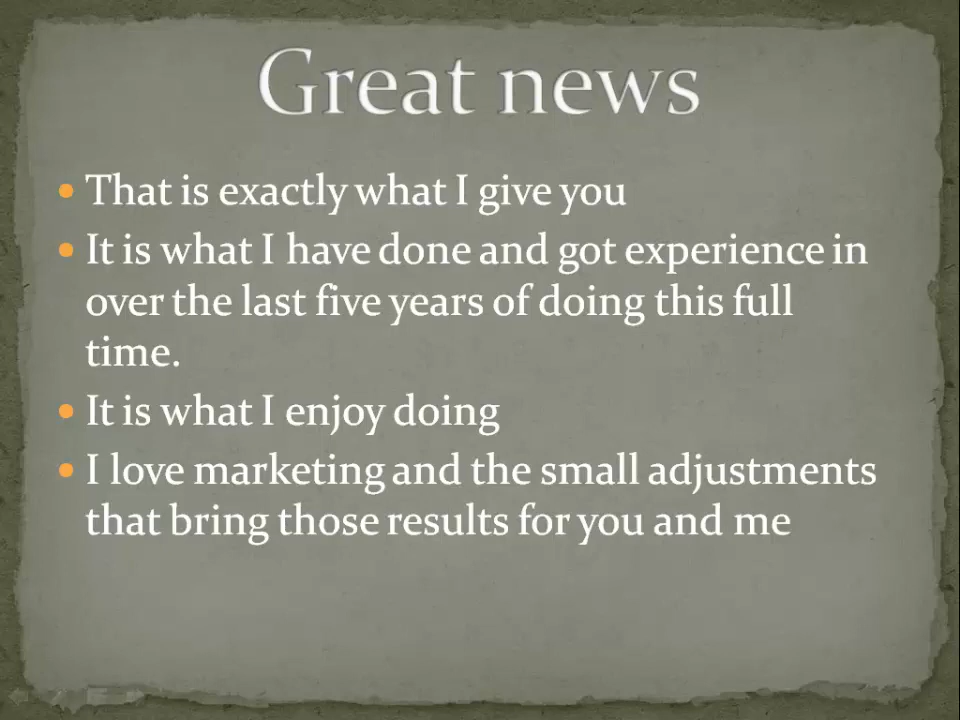 Great news
• That is exactly what I give you
• It is what I have done and got experience in
over the last five years of doing this full
time.
• It is what I enjoy doing
• I love marketing and the small adjustments
that bring those results for you and me